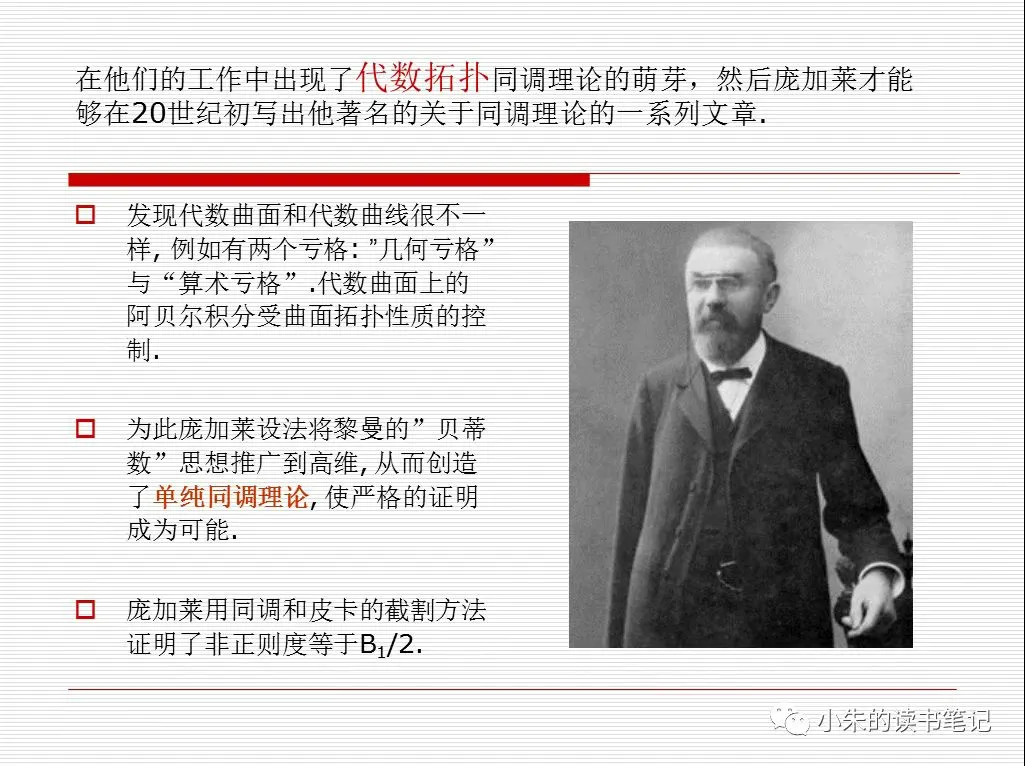 在他们的工作中出现了代数拓扑同调理论的萌芽，然后庞加莱才能
够在20世纪初写出他著名的关于同调理论的一系列文章.
发现代数曲面和代数曲线很不一
样, 例如有两个亏格: ”几何亏格”
与“算术亏格”.代数曲面上的
阿贝尔积分受曲面拓扑性质的控
制.
为此庞加莱设法将黎曼的”贝蒂
数”思想推广到高维, 从而创造
了单纯同调理论, 使严格的证明
成为可能.
庞加莱用同调和皮卡的截割方法
证明了非正则度等于B₁/2.
小朱的读书笔记